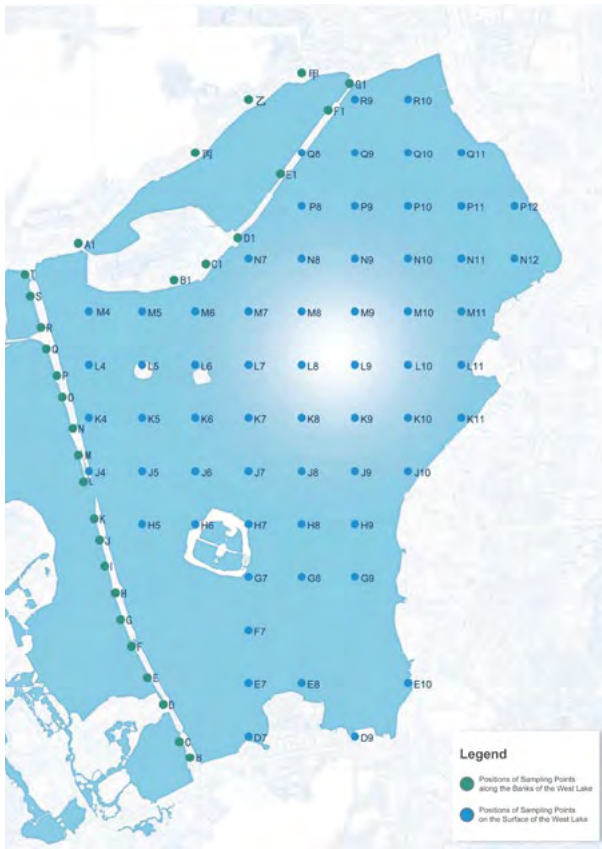 甲
G1
乙
R9 R10
F1
丙
Q8 Q9 Q10 Q11
E1
P8 P9 P10 P11 P12
D1
A1
N7 N8 N9 N10 N11 N12
C1
T
B1
S
M4 M5 M6 M7 M8 M9 M10 M11
R
Q
L4 L5 L6 L7 L8 L9 L10 L11
P
O
K4 K5 K6 K7 K8 K9 K10 K11
N
M
J4 J5 J6 J7 J8 J9 J10
L
K
H5 H6 H7 H8 H9
J
I
G7 G8 G9
H
G
F7
F
E
E7 E8 E10
D
D7 D9
C
B
Legend
Positions of Sampling Points
along the Banks of the West Lake
Positions of Sampling Points
on the Surface of the West Lake